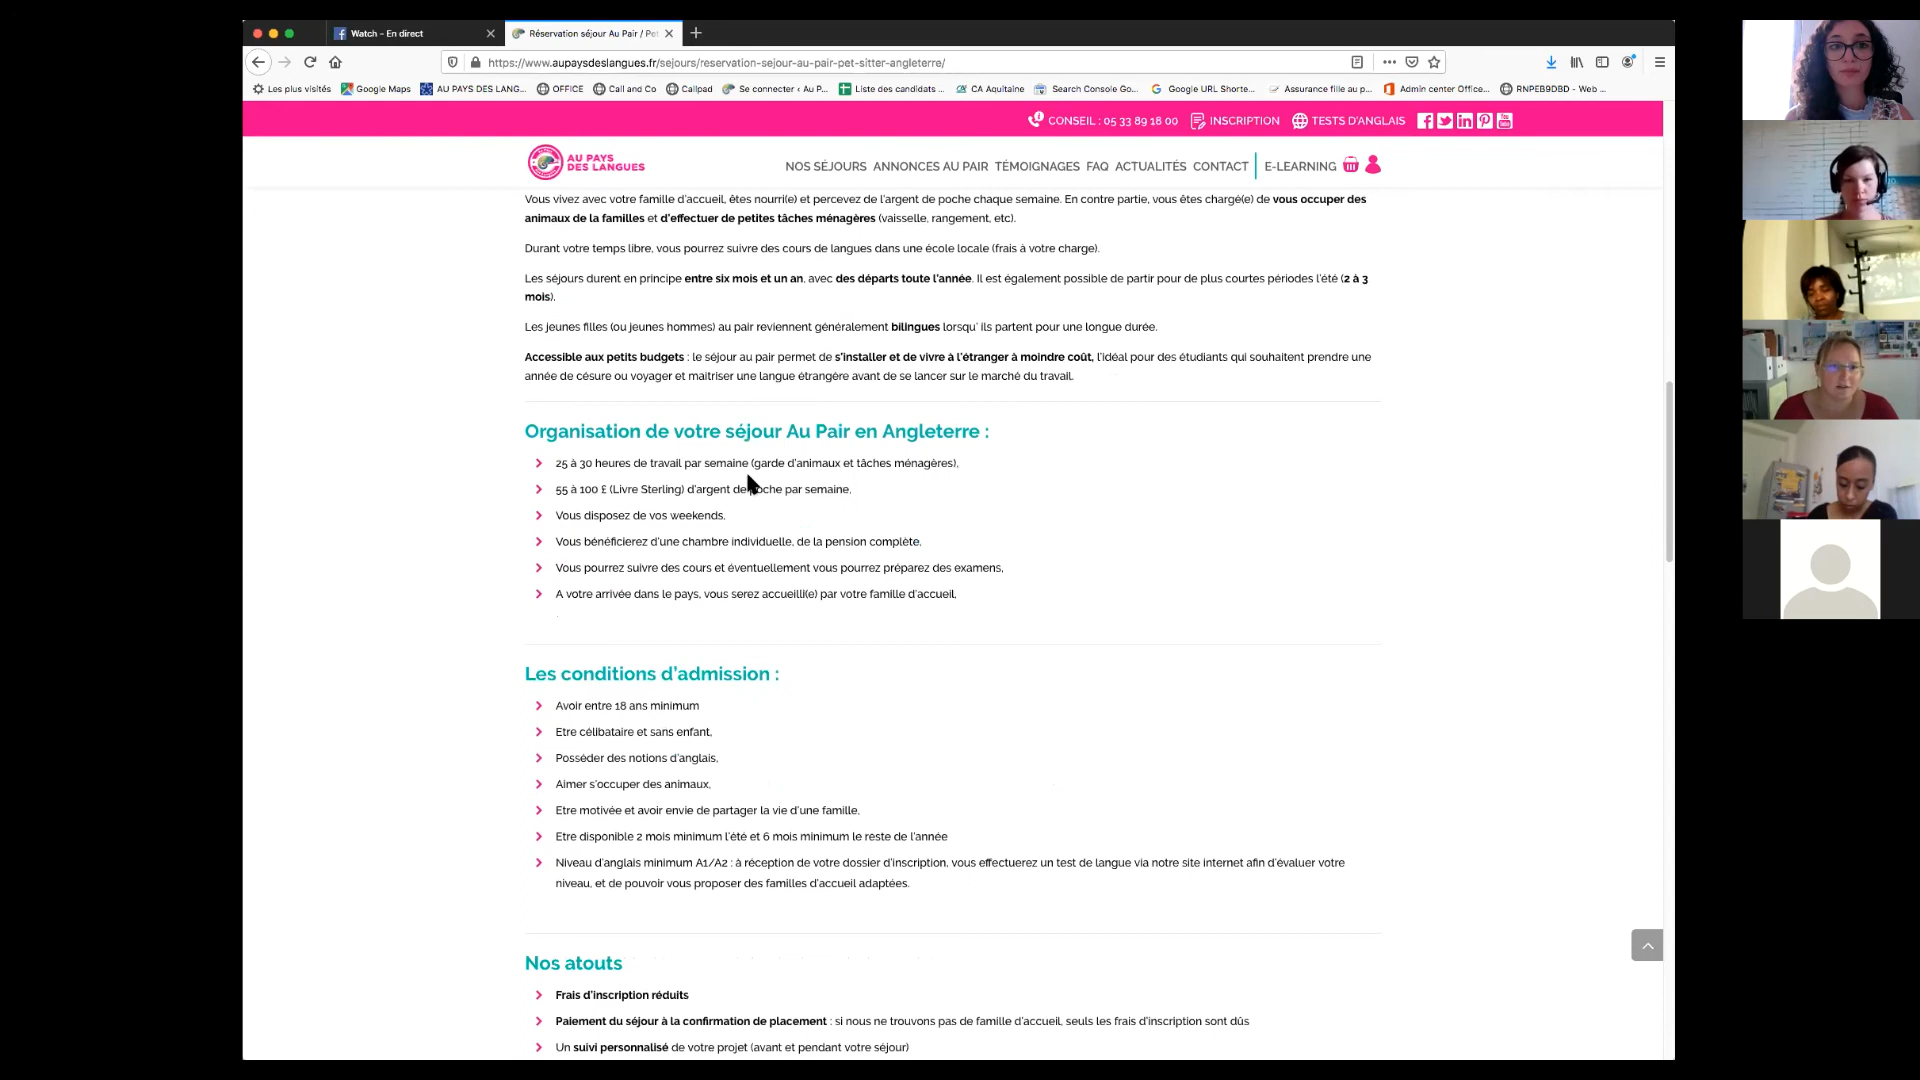 Watch – En direct
Réservation séjour Au Pair / Pet
https://www.aupaysdeslangues.fr/sejours/reservation-sejour-au-pair-pet-sitter-angleterre/
Les plus visités Google Maps AU PAYS DES LANG... OFFICE Call and Co Callpad Se connecter ‹ Au P... Liste des candidats ... CA Aquitaine Search Console Go... Google URL Shorte... Assurance fille au p... Admin center Office... RNPEB9DBD - Web ...
CONSEIL : 05 33 89 18 00 INSCRIPTION TESTS D'ANGLAIS
AU PAYS
DES LANGUES
NOS SÉJOURS ANNONCES AU PAIR TÉMOIGNAGES FAQ ACTUALITÉS CONTACT E-LEARNING
Vous vivez avec votre famille d'accueil, êtes nourri(e) et percevez de l'argent de poche chaque semaine. En contre partie, vous êtes chargé(e) de vous occuper des
animaux de la familles et d'effectuer de petites tâches ménagères (vaisselle, rangement, etc).
Durant votre temps libre, vous pourrez suivre des cours de langues dans une école locale (frais à votre charge).
Les séjours durent en principe entre six mois et un an, avec des départs toute l'année. Il est également possible de partir pour de plus courtes périodes l'été (2 à 3
mois).
Les jeunes filles (ou jeunes hommes) au pair reviennent généralement bilingues lorsqu' ils partent pour une longue durée.
Accessible aux petits budgets : le séjour au pair permet de s'installer et de vivre à l'étranger à moindre coût, l'idéal pour des étudiants qui souhaitent prendre une
année de césure ou voyager et maitriser une langue étrangère avant de se lancer sur le marché du travail.
Organisation de votre séjour Au Pair en Angleterre :
25 à 30 heures de travail par semaine (garde d'animaux et tâches ménagères),
55 à 100 £ (Livre Sterling) d'argent de poche par semaine,
Vous disposez de vos weekends.
Vous bénéficierez d'une chambre individuelle, de la pension complète,
Vous pourrez suivre des cours et éventuellement vous pourrez préparez des examens,
A votre arrivée dans le pays, vous serez accueilli(e) par votre famille d'accueil,
Les conditions d'admission :
Avoir entre 18 ans minimum
Etre célibataire et sans enfant,
Posséder des notions d'anglais,
Aimer s'occuper des animaux,
Etre motivée et avoir envie de partager la vie d'une famille,
Etre disponible 2 mois minimum l'été et 6 mois minimum le reste de l'année
Niveau d'anglais minimum A1/A2 : à réception de votre dossier d'inscription, vous effectuerez un test de langue via notre site internet afin d'évaluer votre
niveau, et de pouvoir vous proposer des familles d'accueil adaptées.
Nos atouts
Frais d'inscription réduits
Paiement du séjour à la confirmation de placement : si nous ne trouvons pas de famille d'accueil, seuls les frais d'inscription sont dûs
Un suivi personnalisé de votre projet (avant et pendant votre séjour)